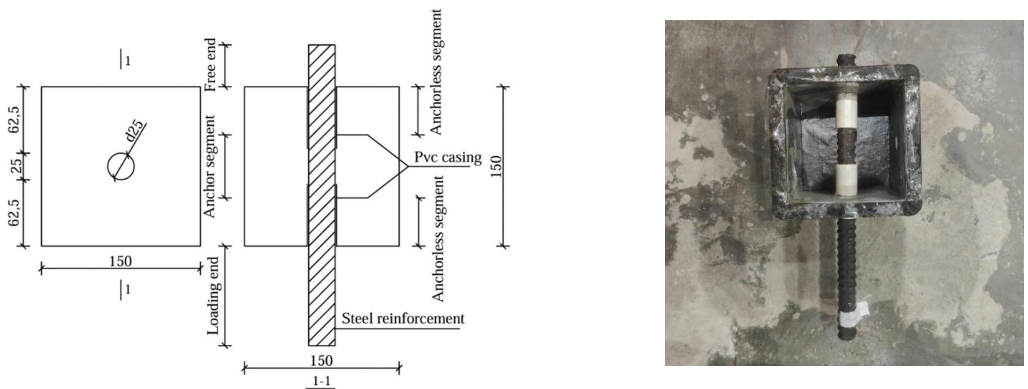 1
62.5
25
62.5
d25
150
1
Free end
Anchor segment
Loading end
Anchorless segment
Pvc casing
Anchorless segment
150
Steel reinforcement
150
1-1